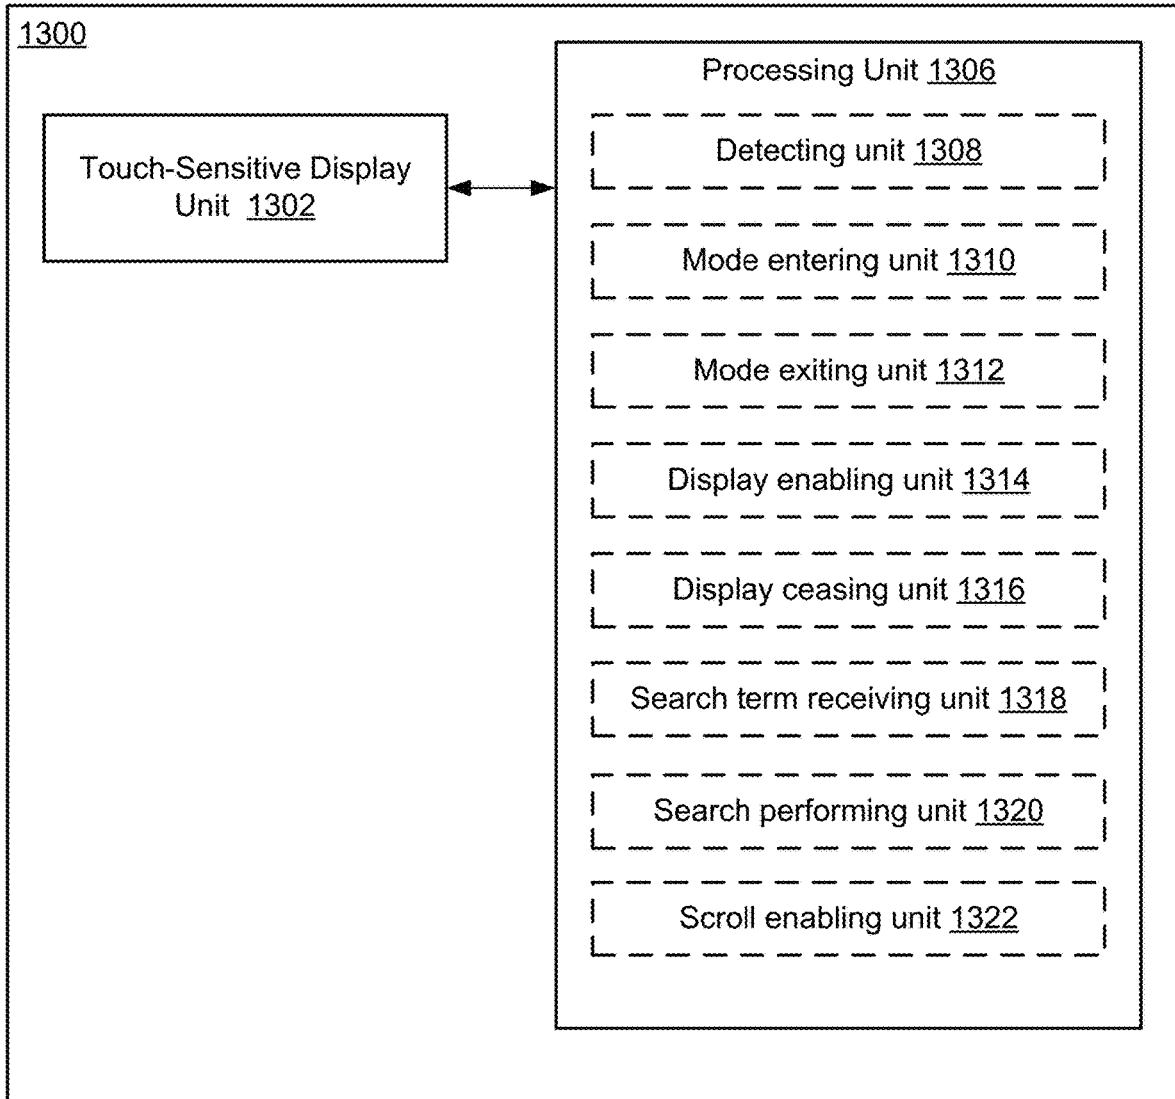 1300
Processing Unit 1306
Touch-Sensitive Display
Unit 1302
Detecting unit 1308
Mode entering unit 1310
Mode exiting unit 1312
Display enabling unit 1314
Display ceasing unit 1316
Search term receiving unit 1318
Search performing unit 1320
Scroll enabling unit 1322